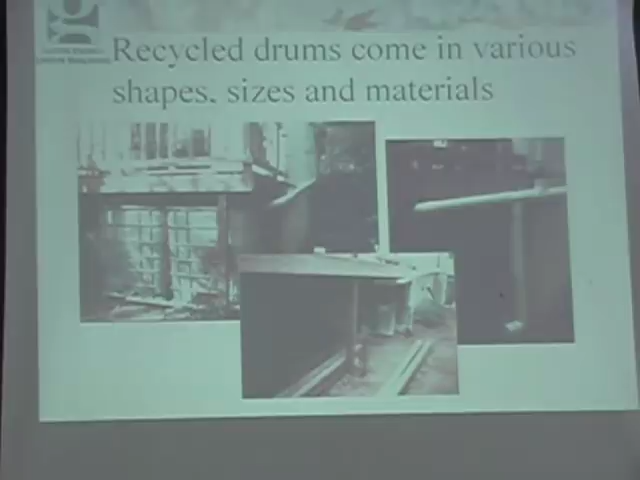 Recycled drums come in various
shapes, sizes and materials